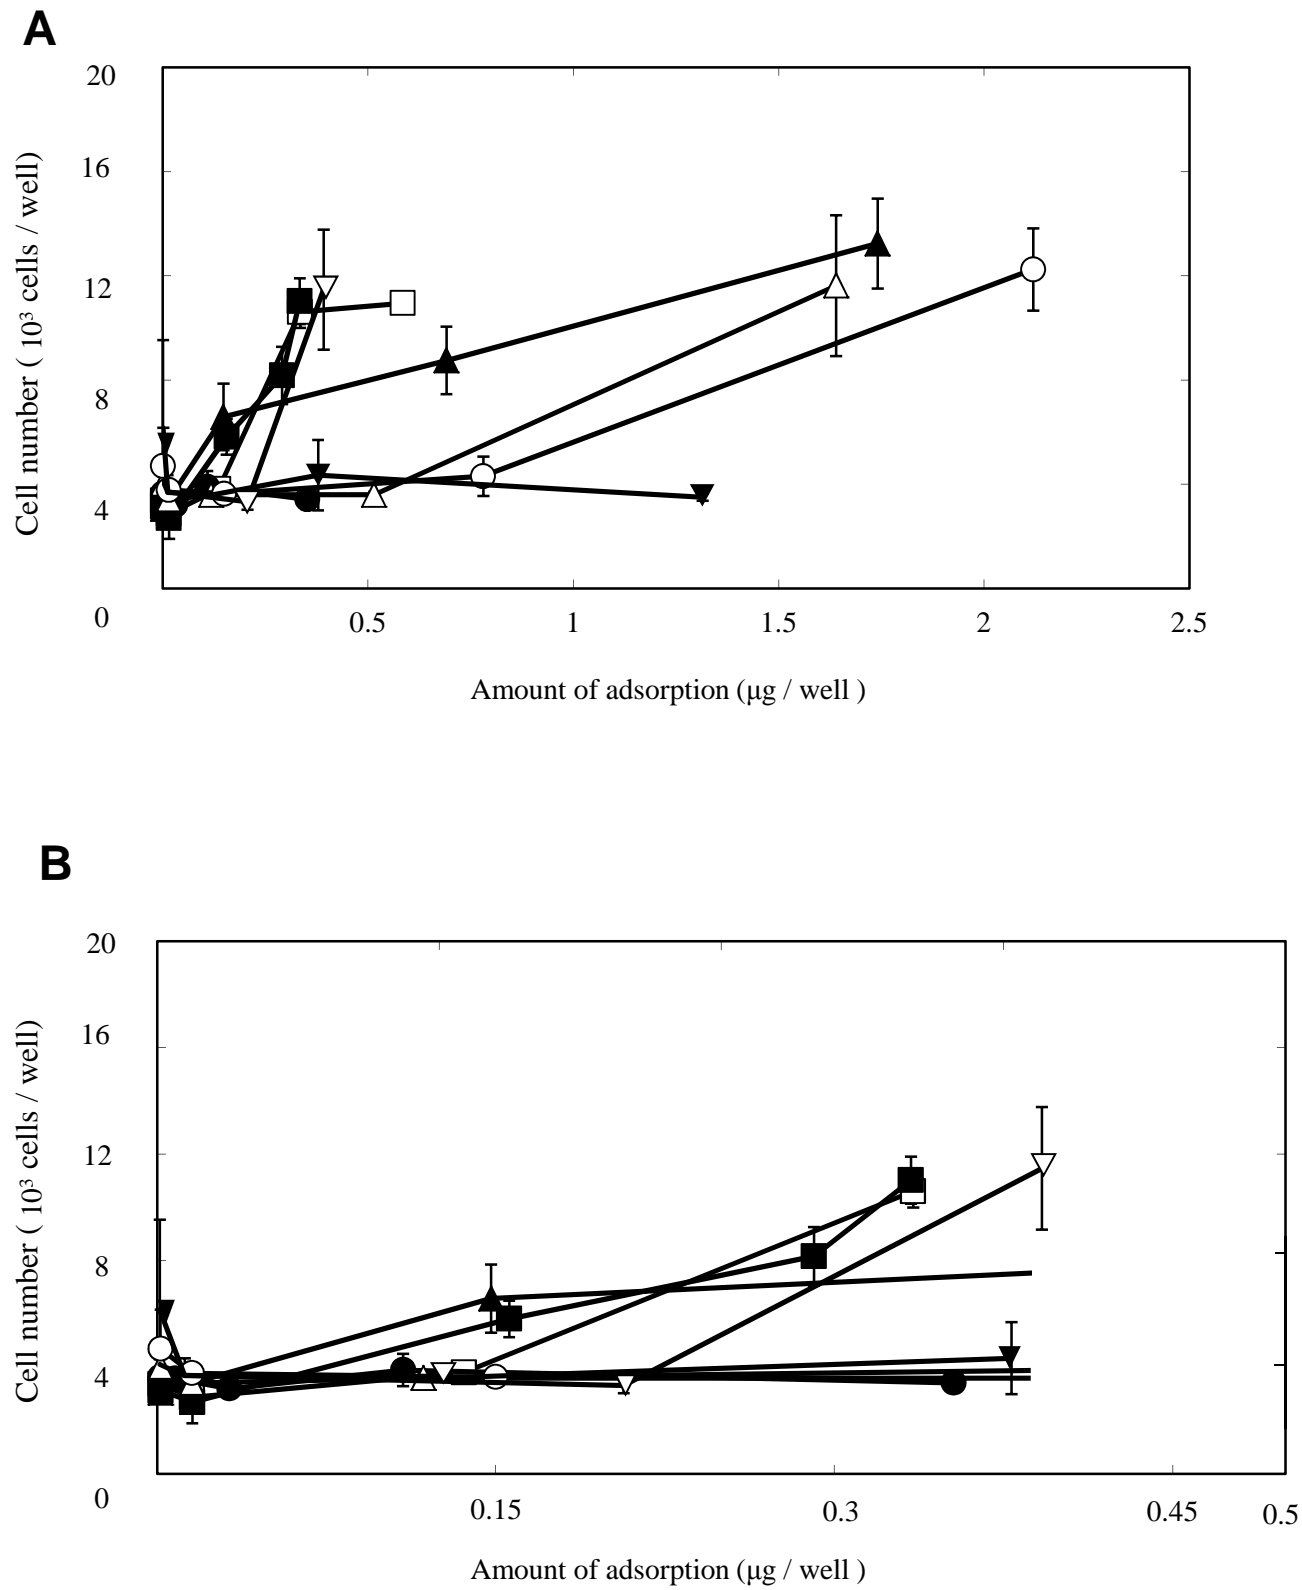 A
20
16
12
8
4
0
Cell number ( 10³ cells / well)
0.5 1 1.5 2 2.5
Amount of adsorption (μg / well )
B
20
16
12
8
4
0
Cell number ( 10³ cells / well)
0.15 0.3 0.45 0.5
Amount of adsorption (μg / well )